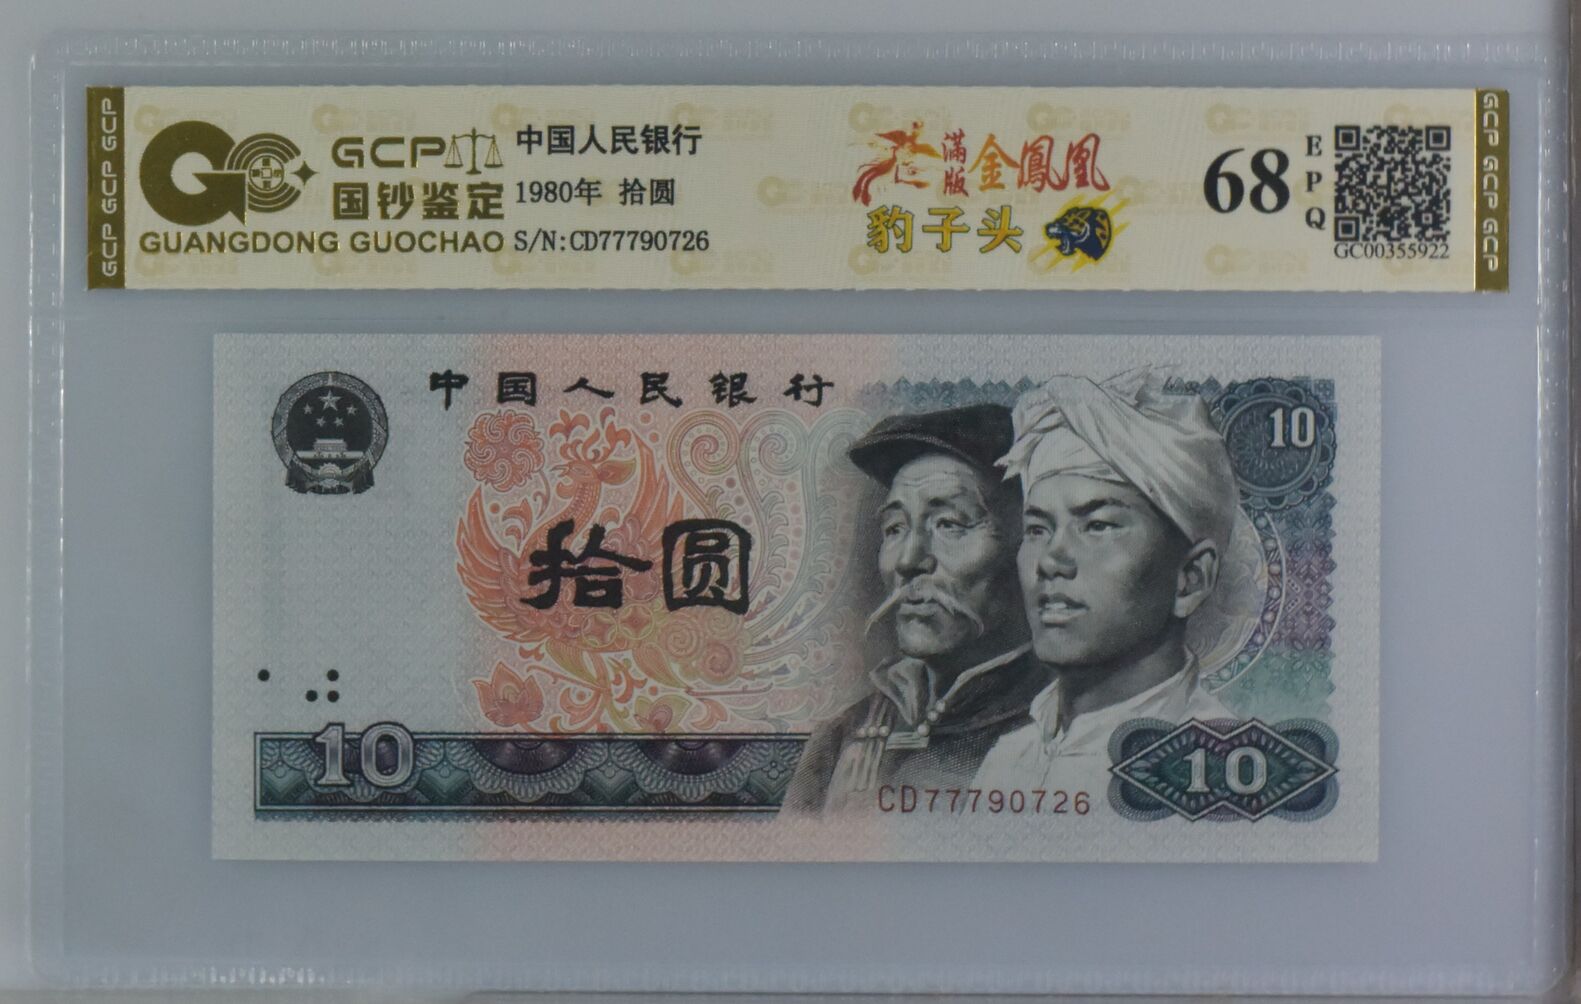 GCP GCP GCP
GCP
国钞鉴定
GUANGDONG GUOCHAO
中国人民银行
1980年 拾圆
S/N:CD77790726
满版
金鳳凰
豹子头
68
EPQ
GC00355922
GCP GCP GCP
中国人民银行
10
拾圆
10
CD77790726
10